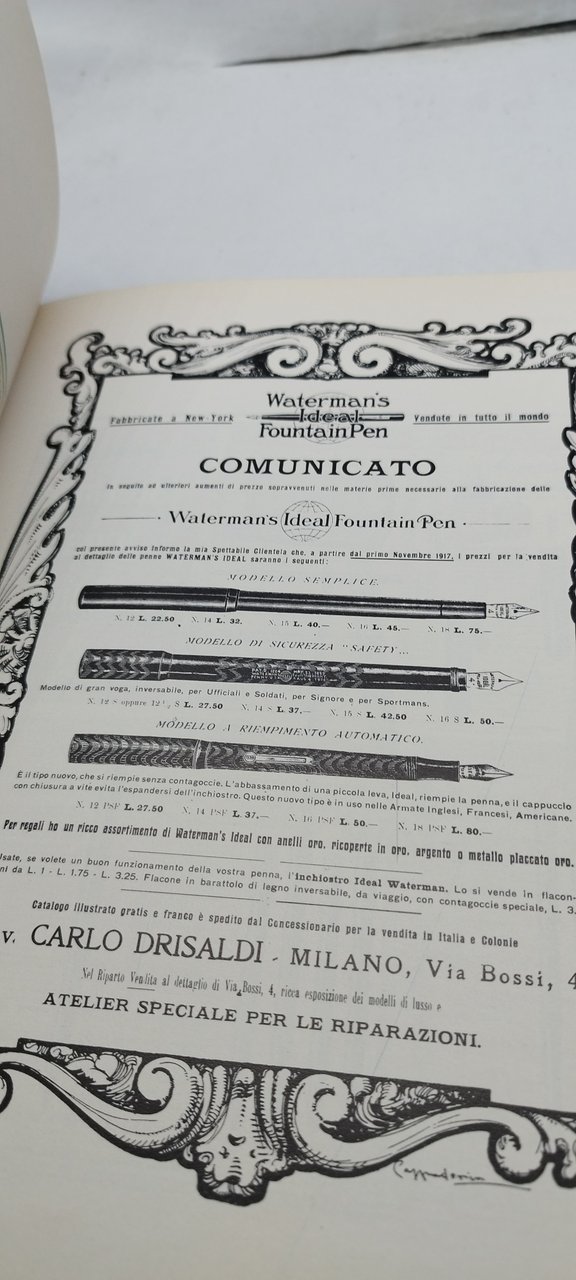 Waterman's
Fabbricate a New-York Ideal Vendute in tutto il mondo
FountainPen
COMUNICATO
In seguito ad ulteriori aumenti di prezzo sopravvenuti nelle materie prime necessarie alla fabbricazione delle
Waterman's Ideal Fountain Pen
col presente avviso informo la mia Spettabile Clientela che, a partire dal primo Novembre 1917, i prezzi per la vendita
al dettaglio delle penne WATERMAN'S IDEAL saranno i seguenti:
MODELLO SEMPLICE.
N. 12 L. 22.50 N. 14 L. 32. N. 15 L. 40.— N. 16 L. 45.— N. 18 L. 75.—
MODELLO DI SICUREZZA "SAFETY"
Modello di gran voga, inversabile, per Ufficiali e Soldati, per Signore e per Sportmans.
N. 12 S oppure 12 ½ S L. 27.50 N. 14 S L. 37.— N. 15 S L. 42.50 N. 16 S L. 50.—
MODELLO A RIEMPIMENTO AUTOMATICO.
È il tipo nuovo, che si riempie senza contagoccie. L'abbassamento di una piccola leva, Ideal, riempie la penna, e il cappuccio
con chiusura a vite evita l'espandersi dell'inchiostro. Questo nuovo tipo è in uso nelle Armate Inglesi, Francesi, Americane.
N. 12 PSF L. 27.50 N. 14 PSF L. 37.— N. 16 PSF L. 50.— N. 18 PSF L. 80.—
Per regali ho un ricco assortimento di Waterman's Ideal con anelli oro, ricoperte in oro, argento o metallo placcato oro.
Usate, se volete un buon funzionamento della vostra penna, l'inchiostro Ideal Waterman. Lo si vende in flacon-
ni da L. 1 - L. 1.75 - L. 3.25. Flacone in barattolo di legno inversabile, da viaggio, con contagoccie speciale, L. 3.
Catalogo illustrato gratis e franco è spedito dal Concessionario per la vendita in Italia e Colonie
v. CARLO DRISALDI - MILANO, Via Bossi, 4
Nel Riparto Vendita al dettaglio di Via Bossi, 4, ricca esposizione dei modelli di lusso e
ATELIER SPECIALE PER LE RIPARAZIONI.